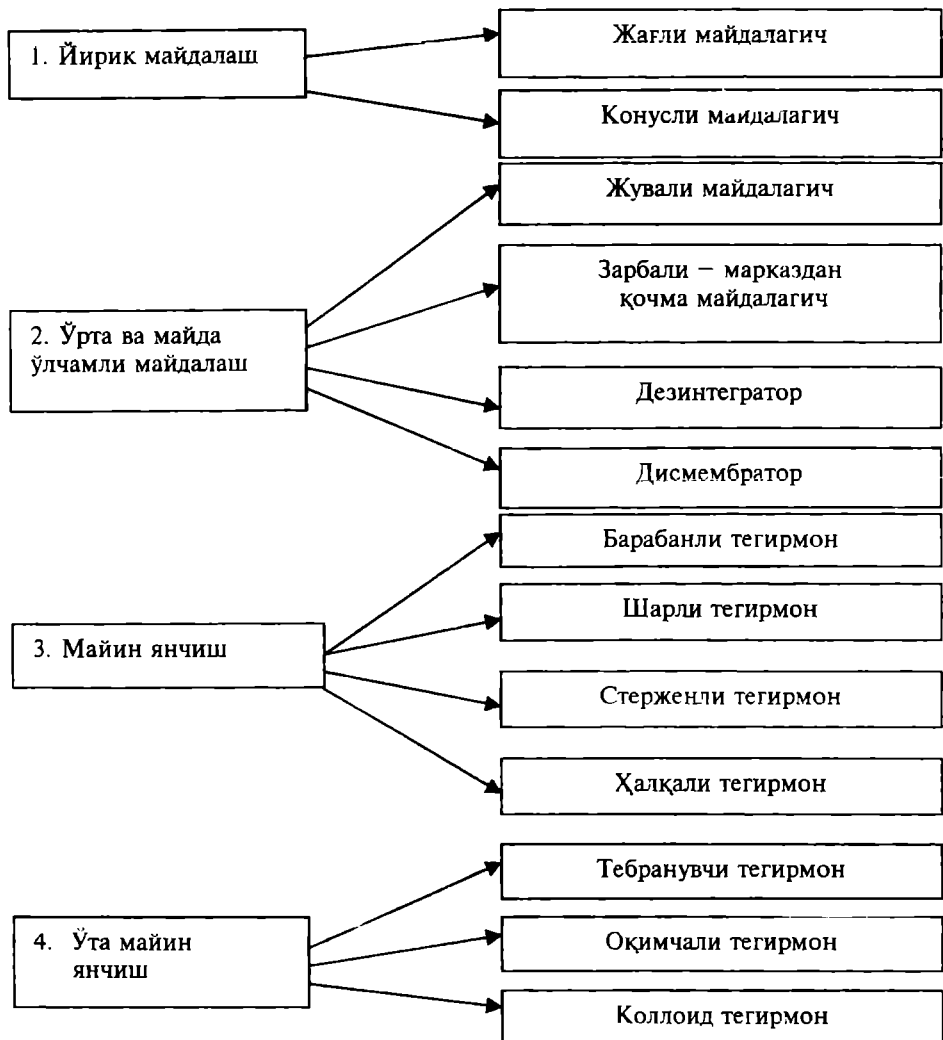 1. Йирик майдалаш
Жағли майдалагич
Конусли майдалагич
2. Ўрта ва майда
ўлчамли майдалаш
Жували майдалагич
Зарбали – марказдан
қочма майдалагич
Дезинтегратор
Дисмембратор
3. Майин янчиш
Барабанли тегирмон
Шарли тегирмон
Стерженли тегирмон
Ҳалқали тегирмон
4. Ўта майин
янчиш
Тебранувчи тегирмон
Оқимчали тегирмон
Коллоид тегирмон